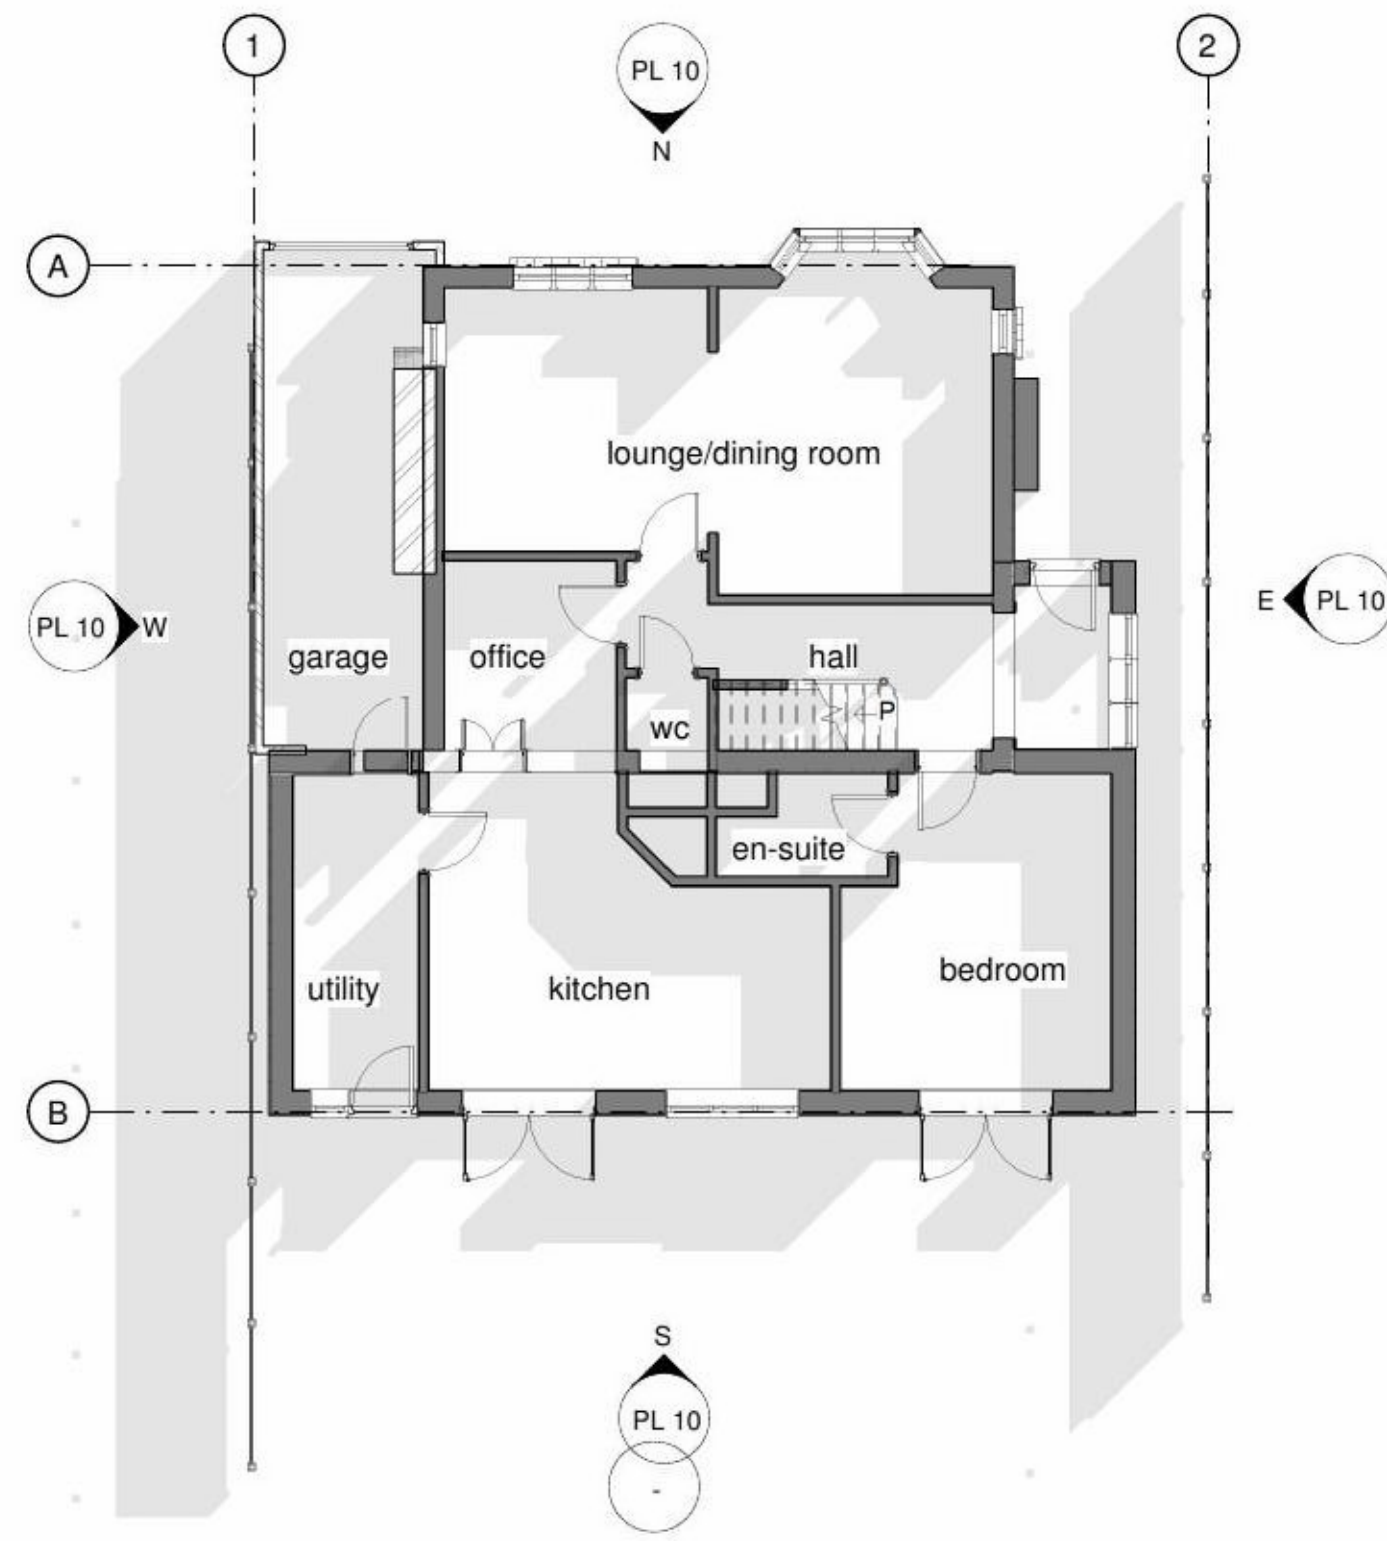 1
2
PL 10
N
A
lounge/dining room
PL 10
W
E
PL 10
garage
office
hall
P
wc
en-suite
bedroom
utility
kitchen
B
S
PL 10
-